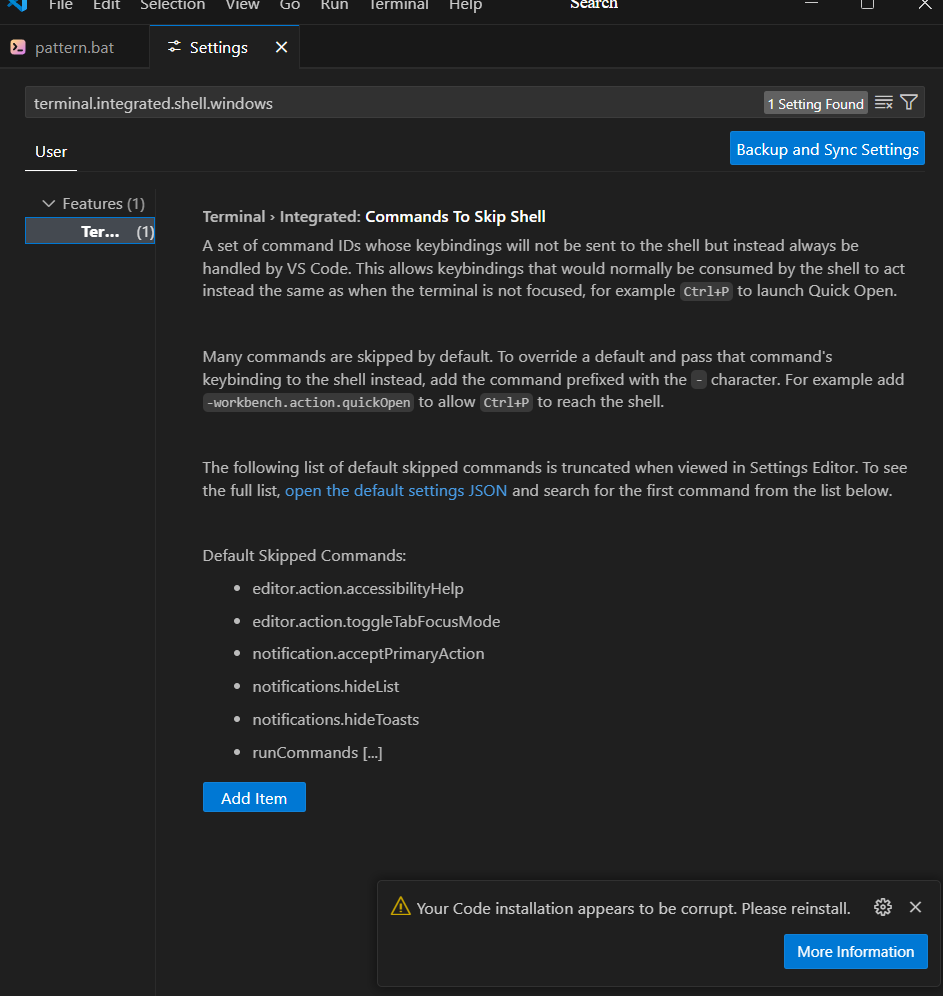 File Edit Selection View Go Run Terminal Help Search
pattern.bat Settings
terminal.integrated.shell.windows 1 Setting Found
User Backup and Sync Settings
Features (1)
Ter... (1)
Terminal › Integrated: Commands To Skip Shell
A set of command IDs whose keybindings will not be sent to the shell but instead always be
handled by VS Code. This allows keybindings that would normally be consumed by the shell to act
instead the same as when the terminal is not focused, for example Ctrl+P to launch Quick Open.
Many commands are skipped by default. To override a default and pass that command's
keybinding to the shell instead, add the command prefixed with the - character. For example add
-workbench.action.quickOpen to allow Ctrl+P to reach the shell.
The following list of default skipped commands is truncated when viewed in Settings Editor. To see
the full list, open the default settings JSON and search for the first command from the list below.
Default Skipped Commands:
• editor.action.accessibilityHelp
• editor.action.toggleTabFocusMode
• notification.acceptPrimaryAction
• notifications.hideList
• notifications.hideToasts
• runCommands [...]
Add Item
Your Code installation appears to be corrupt. Please reinstall.
More Information